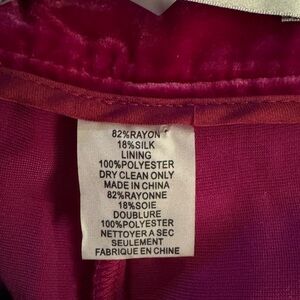 82%RAYON
18%SILK
LINING
100%POLYESTER
DRY CLEAN ONLY
MADE IN CHINA
82%RAYONNE
18%SOIE
DOUBLURE
100%POLYESTER
NETTOYER A SEC
SEULEMENT
FABRIQUE EN CHINE